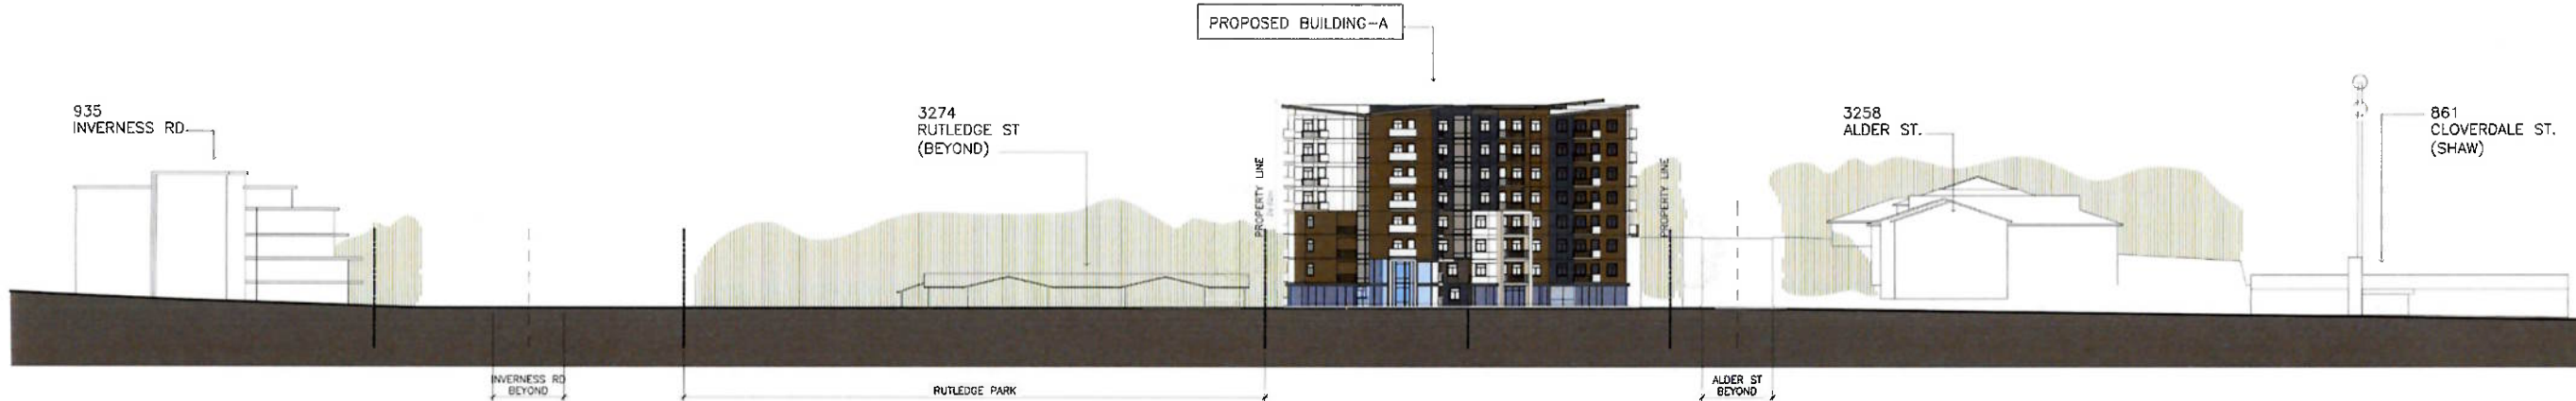 PROPOSED BUILDING-A
935
INVERNESS RD.
3274
RUTLEDGE ST
(BEYOND)
PROPERTY LINE
PROPERTY LINE
3258
ALDER ST.
861
CLOVERDALE ST.
(SHAW)
INVERNESS RD
BEYOND
RUTLEDGE PARK
ALDER ST
BEYOND